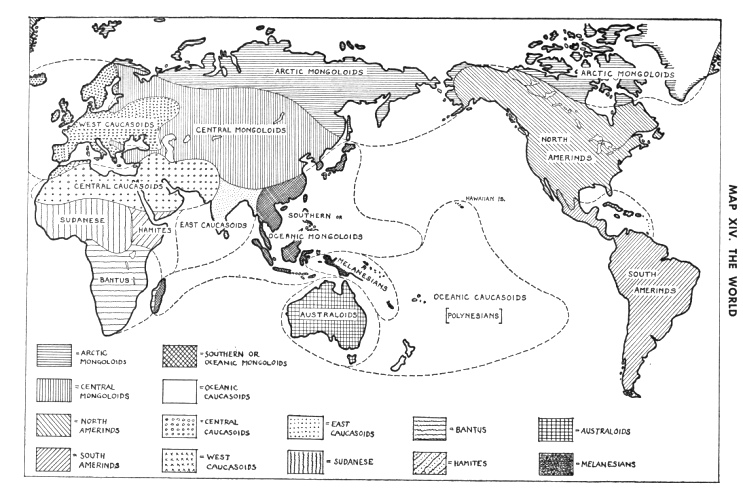 ARCTIC MONGOLOIDS
ARCTIC MONGOLOIDS
WEST CAUCASOIDS
CENTRAL MONGOLOIDS
NORTH
AMERINDS
CENTRAL CAUCASOIDS
HAWAIIAN IS.
SUDANESE
HAMITES
EAST CAUCASOIDS
SOUTHERN OR
OCEANIC MONGOLOIDS
MELANESIANS
BANTUS
SOUTH
AMERINDS
OCEANIC CAUCASOIDS
[POLYNESIANS]
AUSTRALOIDS
MAP XIV. THE WORLD
= ARCTIC
MONGOLOIDS
= SOUTHERN OR
OCEANIC MONGOLOIDS
= CENTRAL
MONGOLOIDS
= OCEANIC
CAUCASOIDS
= NORTH
AMERINDS
= CENTRAL
CAUCASOIDS
= EAST
CAUCASOIDS
= BANTUS
= AUSTRALOIDS
= SOUTH
AMERINDS
= WEST
CAUCASOIDS
= SUDANESE
= HAMITES
= MELANESIANS